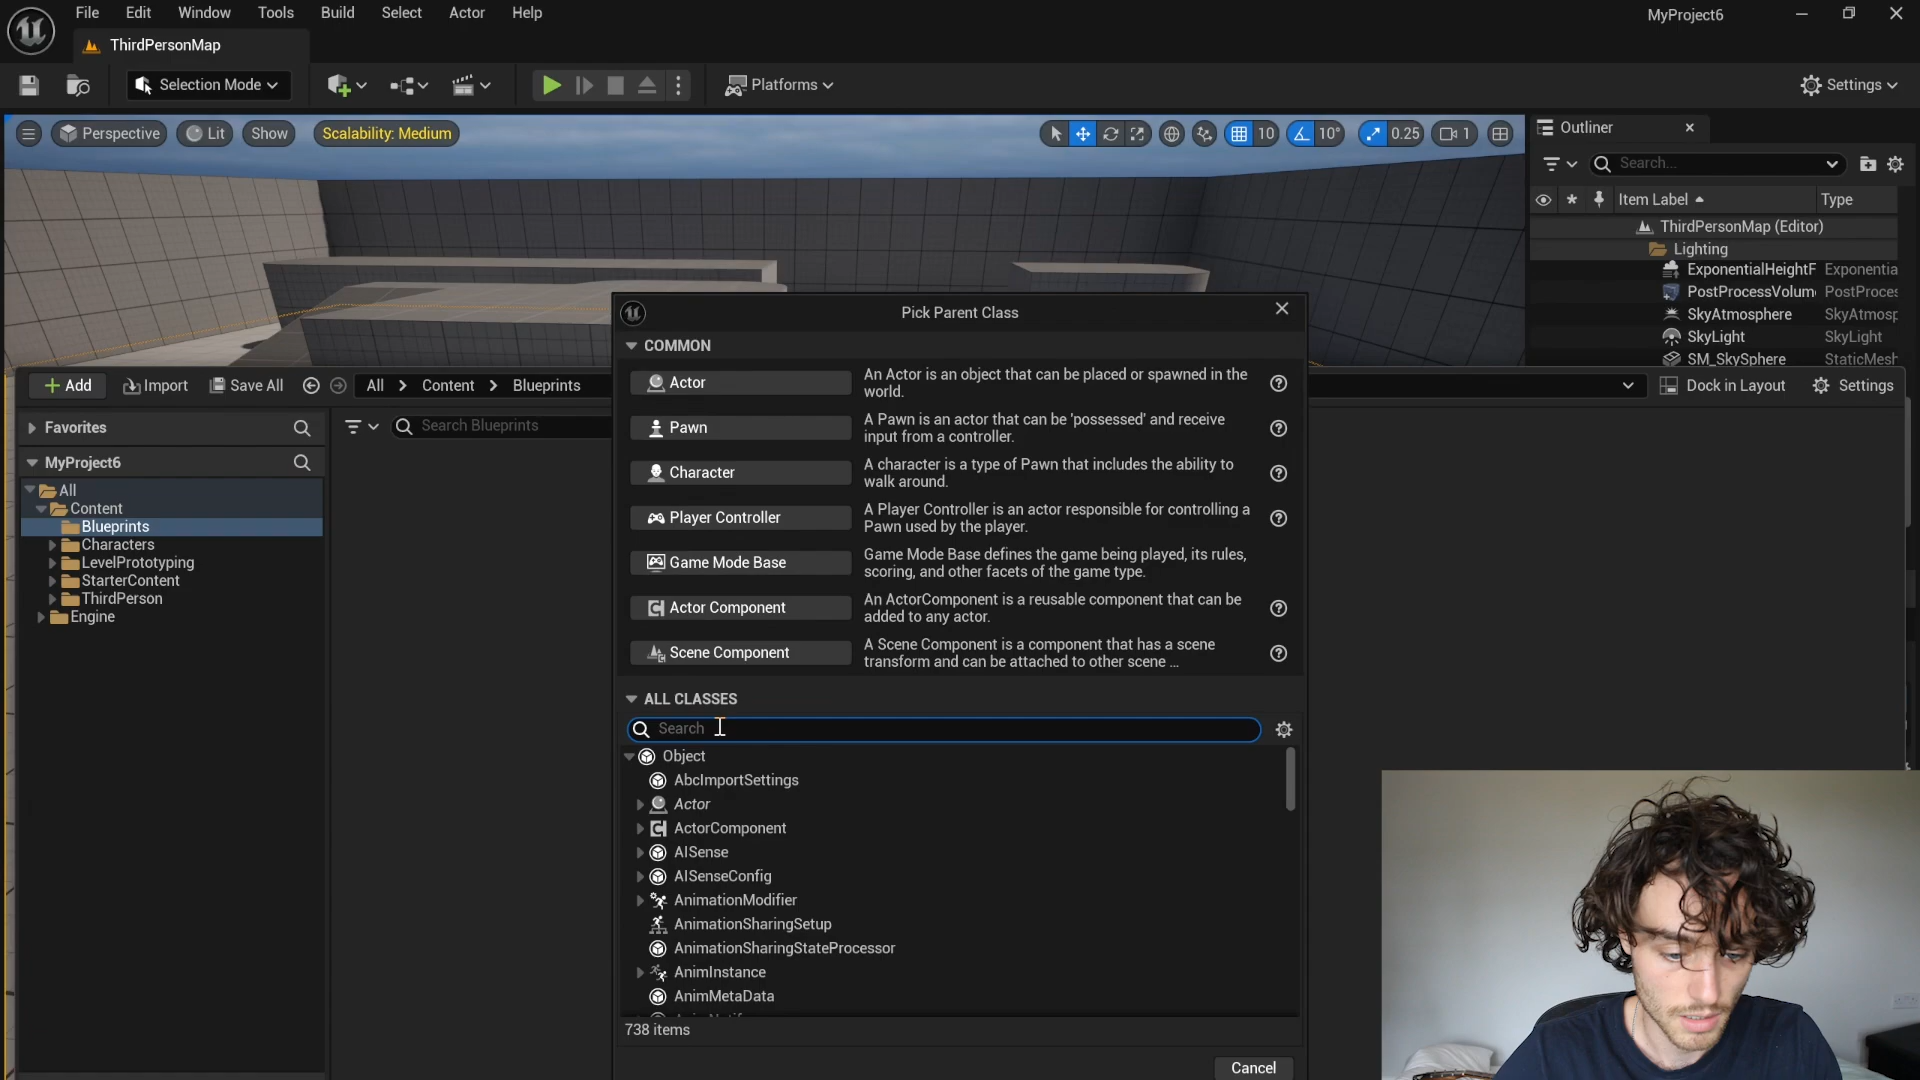 File Edit Window Tools Build Select Actor Help
MyProject6
ThirdPersonMap
Selection Mode
Platforms
Settings
Perspective Lit Show Scalability: Medium
10 10° 0.25 1
Outliner
Search...
Item Label Type
ThirdPersonMap (Editor)
Lighting
ExponentialHeightF Exponentia
PostProcessVolum PostProces
SkyAtmosphere SkyAtmosp
SkyLight SkyLight
SM_SkySphere StaticMesh
Pick Parent Class
COMMON
Actor
An Actor is an object that can be placed or spawned in the
world.
Pawn
A Pawn is an actor that can be 'possessed' and receive
input from a controller.
Character
A character is a type of Pawn that includes the ability to
walk around.
Player Controller
A Player Controller is an actor responsible for controlling a
Pawn used by the player.
Game Mode Base
Game Mode Base defines the game being played, its rules,
scoring, and other facets of the game type.
Actor Component
An ActorComponent is a reusable component that can be
added to any actor.
Scene Component
A Scene Component is a component that has a scene
transform and can be attached to other scene ...
ALL CLASSES
Search
Object
AbcImportSettings
Actor
ActorComponent
AISense
AISenseConfig
AnimationModifier
AnimationSharingSetup
AnimationSharingStateProcessor
AnimInstance
AnimMetaData
738 items
Cancel
Add Import Save All All Content Blueprints
Dock in Layout Settings
Favorites
Search Blueprints
MyProject6
All
Content
Blueprints
Characters
LevelPrototyping
StarterContent
ThirdPerson
Engine